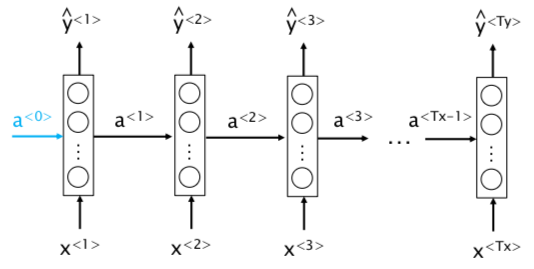 ŷ<1> ŷ<2> ŷ<3> ŷ<Ty>
a<0> a<1> a<2> a<3> ... a<Tx-1>
x<1> x<2> x<3> x<Tx>